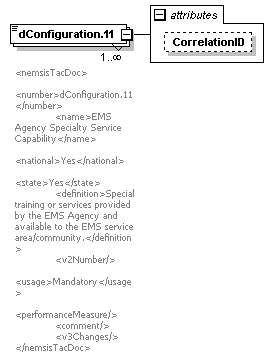 attributes
dConfiguration.11
CorrelationID
1..∞
<nemsisTacDoc>
<number>dConfiguration.11
</number>
<name>EMS
Agency Specialty Service
Capability</name>
<national>Yes</national>
<state>Yes</state>
<definition>Special
training or services provided
by the EMS Agency and
available to the EMS service
area/community.</definition
>
<v2Number/>
<usage>Mandatory</usage
>
<performanceMeasure/>
<comment/>
<v3Changes/>
</nemsisTacDoc>